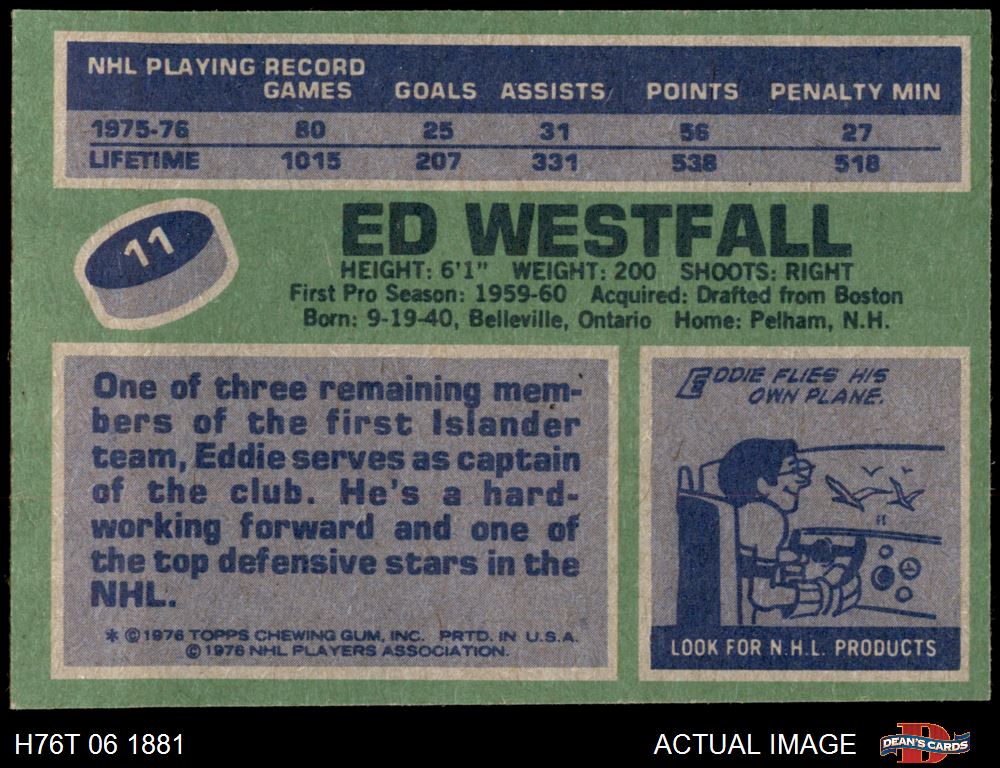 NHL PLAYING RECORD
GAMES GOALS ASSISTS POINTS PENALTY MIN
1975-76 80 25 31 56 27
LIFETIME 1015 207 331 538 518
11
ED WESTFALL
HEIGHT: 6'1" WEIGHT: 200 SHOOTS: RIGHT
First Pro Season: 1959-60 Acquired: Drafted from Boston
Born: 9-19-40, Belleville, Ontario Home: Pelham, N.H.
One of three remaining mem-
bers of the first Islander
team, Eddie serves as captain
of the club. He's a hard-
working forward and one of
the top defensive stars in the
NHL.
* © 1976 TOPPS CHEWING GUM, INC. PRTD. IN U.S.A.
© 1976 NHL PLAYERS ASSOCIATION.
EDDIE FLIES HIS
OWN PLANE.
LOOK FOR N.H.L. PRODUCTS
H76T 06 1881
ACTUAL IMAGE
DEAN'S CARDS